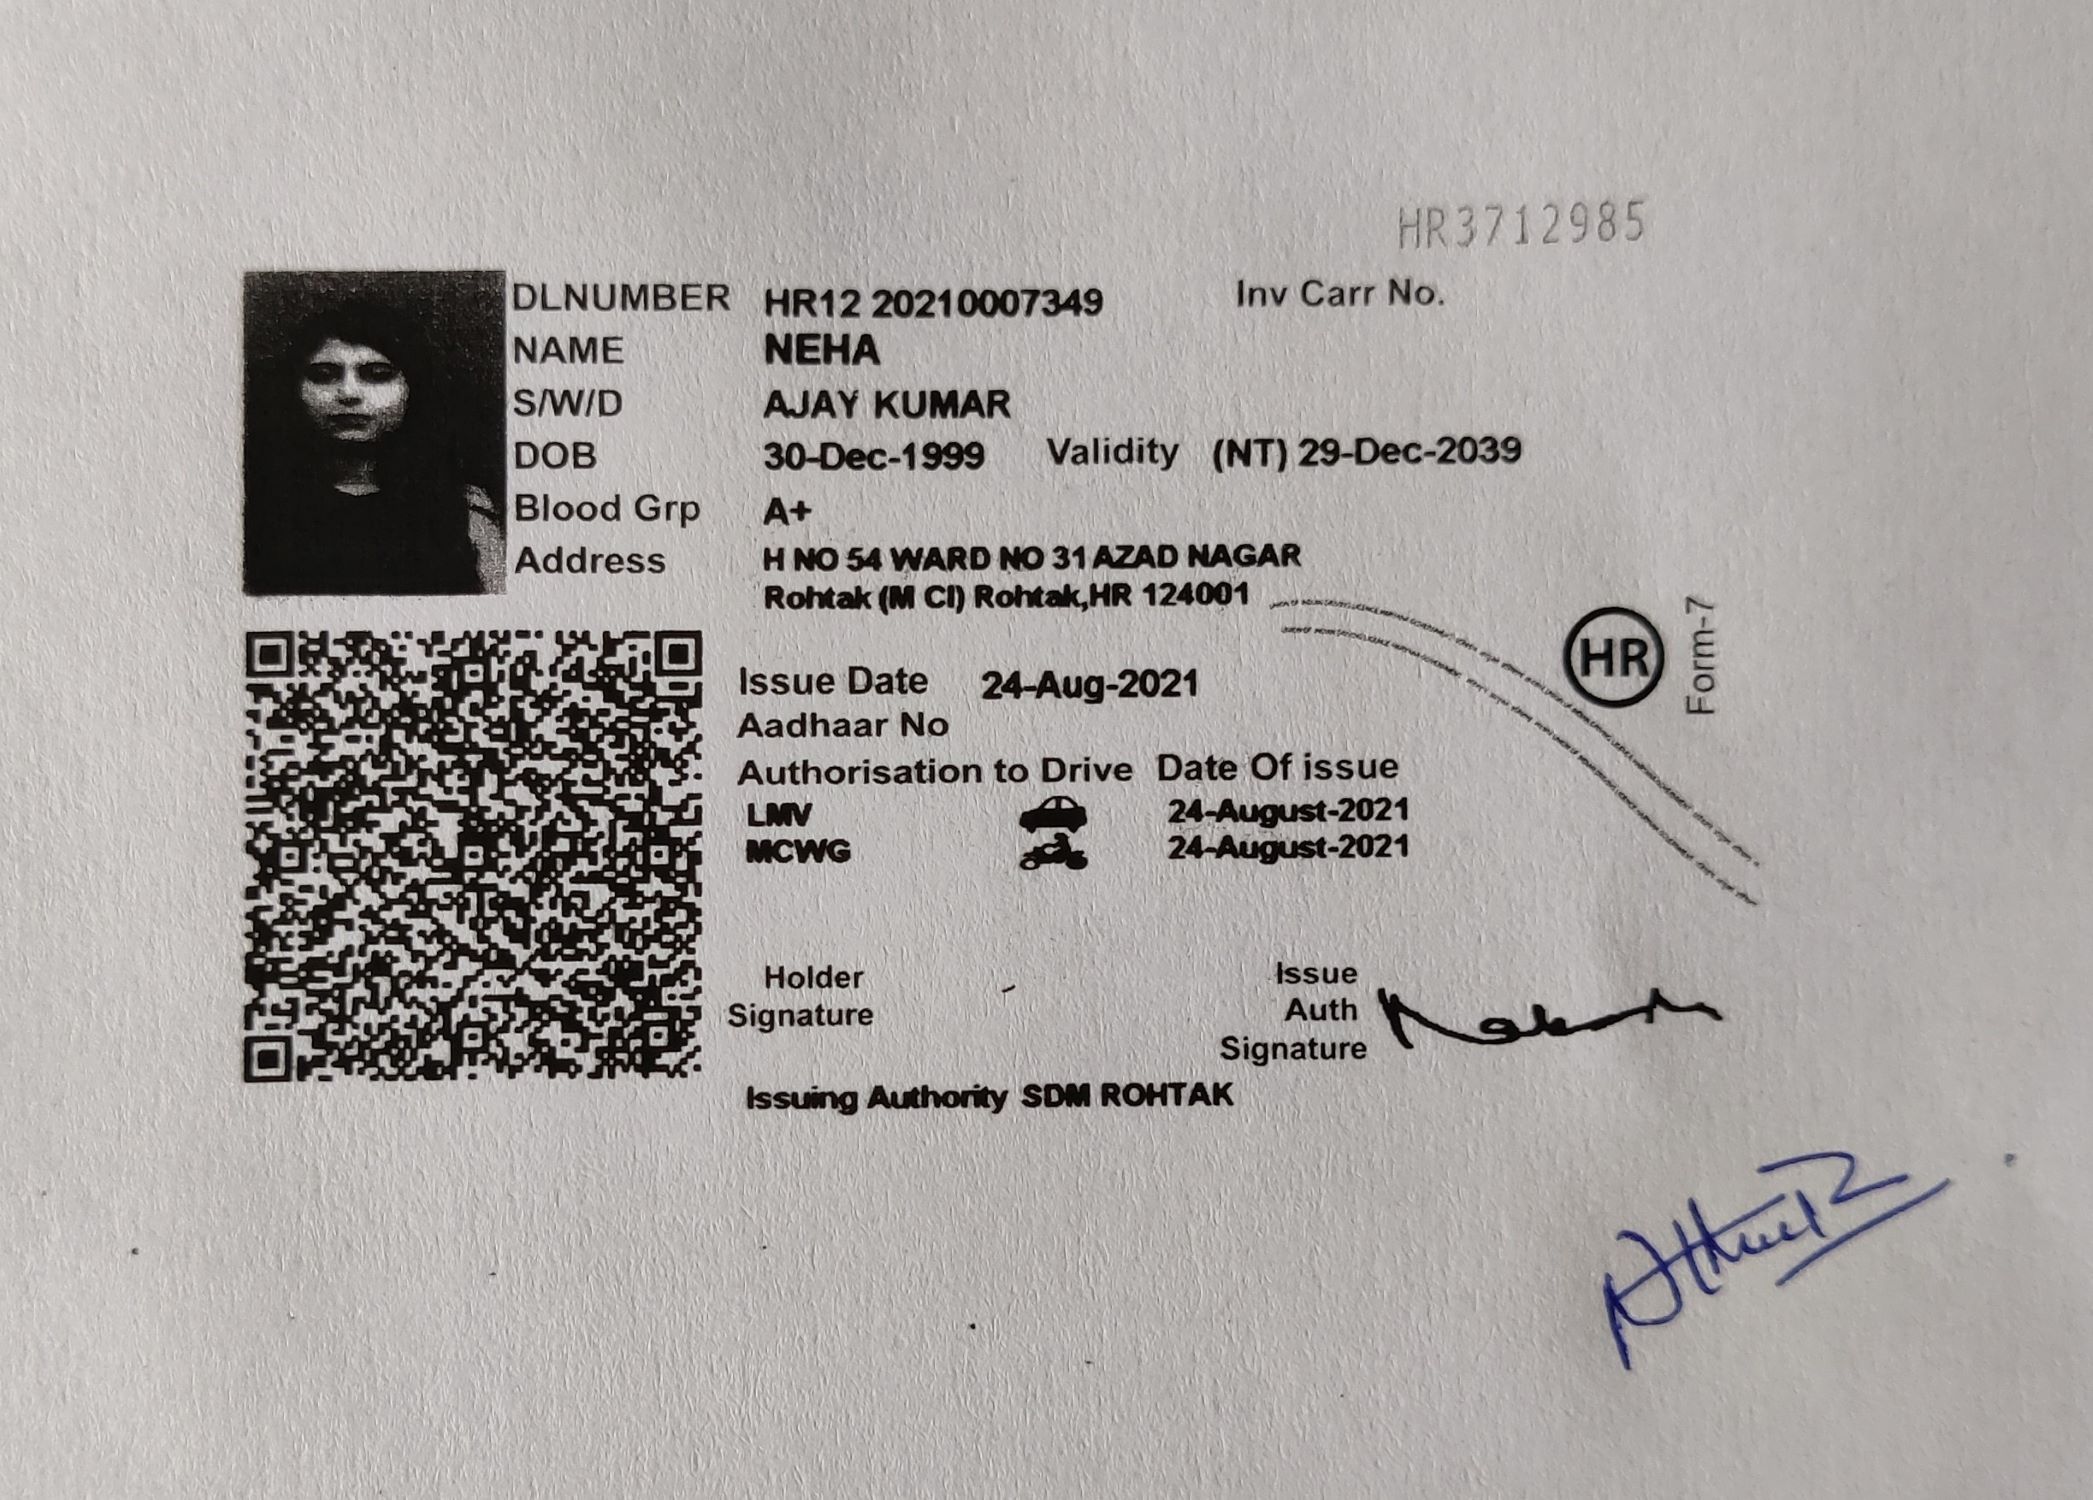 HR3712985
DLNUMBER HR12 20210007349 Inv Carr No.
NAME NEHA
S/W/D AJAY KUMAR
DOB 30-Dec-1999 Validity (NT) 29-Dec-2039
Blood Grp A+
Address H NO 54 WARD NO 31 AZAD NAGAR
Rohtak (M Cl) Rohtak,HR 124001
HR
Form-7
Issue Date 24-Aug-2021
Aadhaar No
Authorisation to Drive Date Of issue
LMV 24-August-2021
MCWG 24-August-2021
Holder
Signature
Issue
Auth
Signature
Issuing Authority SDM ROHTAK